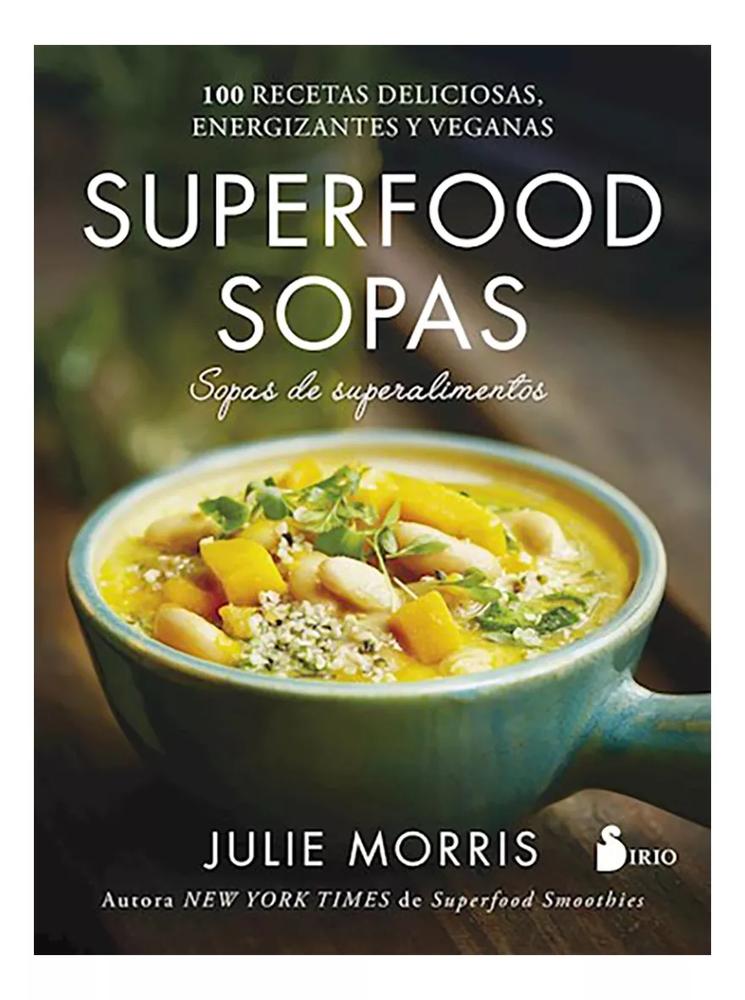 100 RECETAS DELICIOSAS,
ENERGIZANTES Y VEGANAS
SUPERFOOD
SOPAS
Sopas de superalimentos
JULIE MORRIS
SIRIO
Autora NEW YORK TIMES de Superfood Smoothies